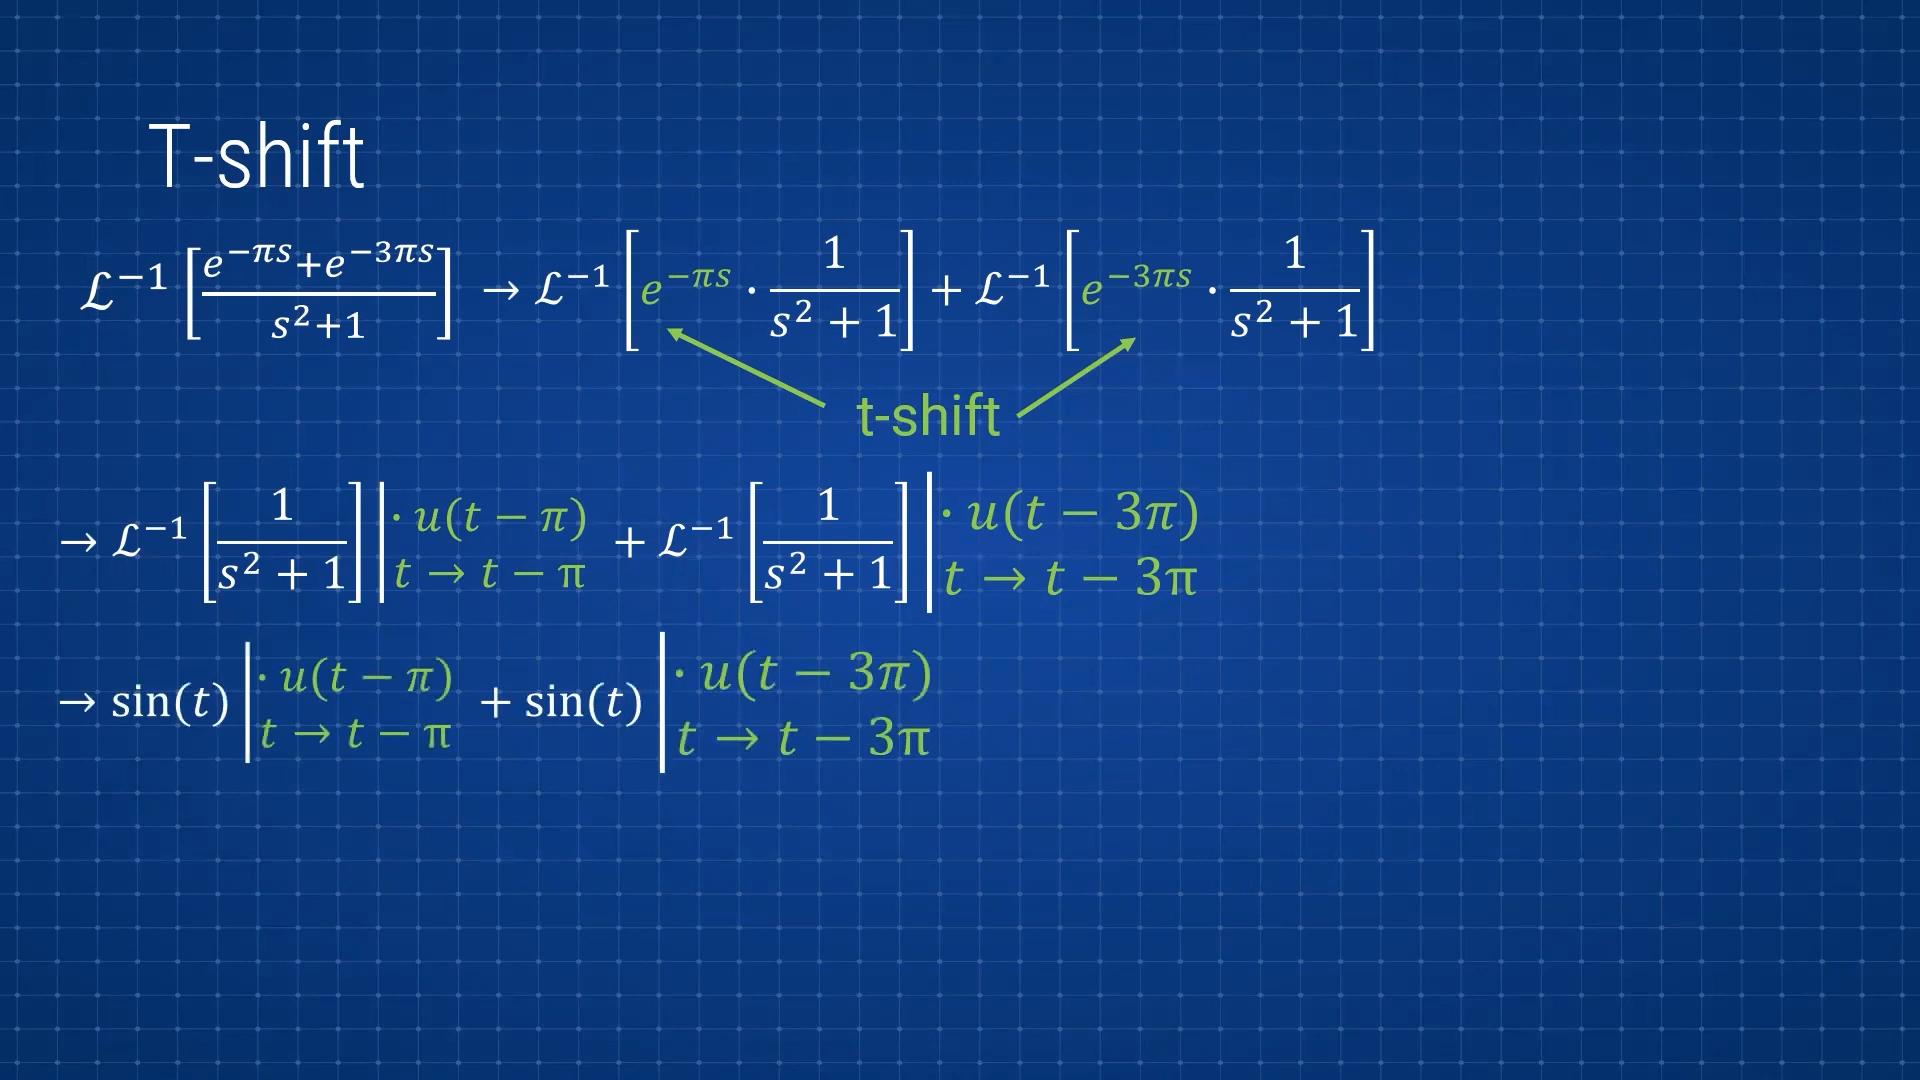 T-shift
ℒ⁻¹ [(e^{−πs}+e^{−3πs})/(s²+1)] → ℒ⁻¹ [e^{−πs} · 1/(s² + 1)] + ℒ⁻¹ [e^{−3πs} · 1/(s² + 1)]
t-shift
→ ℒ⁻¹ [1/(s² + 1)] | · u(t − π) t → t − π + ℒ⁻¹ [1/(s² + 1)] | · u(t − 3π) t → t − 3π
→ sin(t) | · u(t − π) t → t − π + sin(t) | · u(t − 3π) t → t − 3π